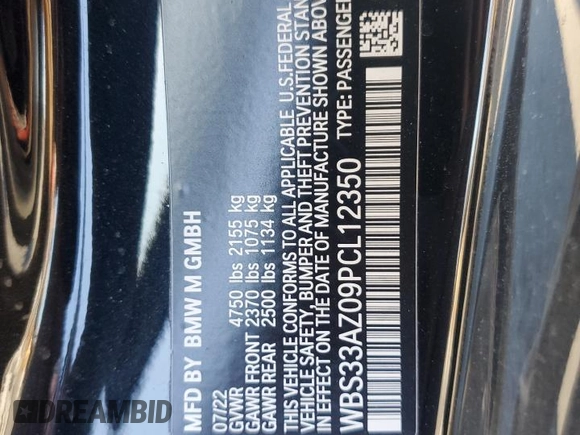 MFD BY BMW M GMBH
07/22
GVWR 4750 lbs 2155 kg
GAWR FRONT 2370 lbs 1075 kg
GAWR REAR 2500 lbs 1134 kg
THIS VEHICLE CONFORMS TO ALL APPLICABLE U.S.FEDERAL
VEHICLE SAFETY, BUMPER AND THEFT PREVENTION STAN
IN EFFECT ON THE DATE OF MANUFACTURE SHOWN ABOVE
WBS33AZ09PCL12350 TYPE: PASSENGE
DREAMBID